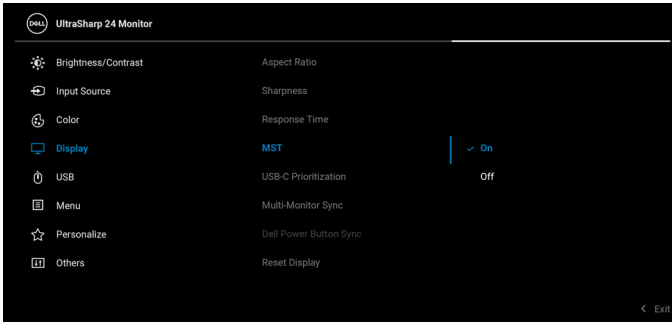 DELL
UltraSharp 24 Monitor
Brightness/Contrast
Aspect Ratio
Input Source
Sharpness
Color
Response Time
Display
MST
On
USB
USB-C Prioritization
Off
Menu
Multi-Monitor Sync
Personalize
Dell Power Button Sync
Others
Reset Display
Exit